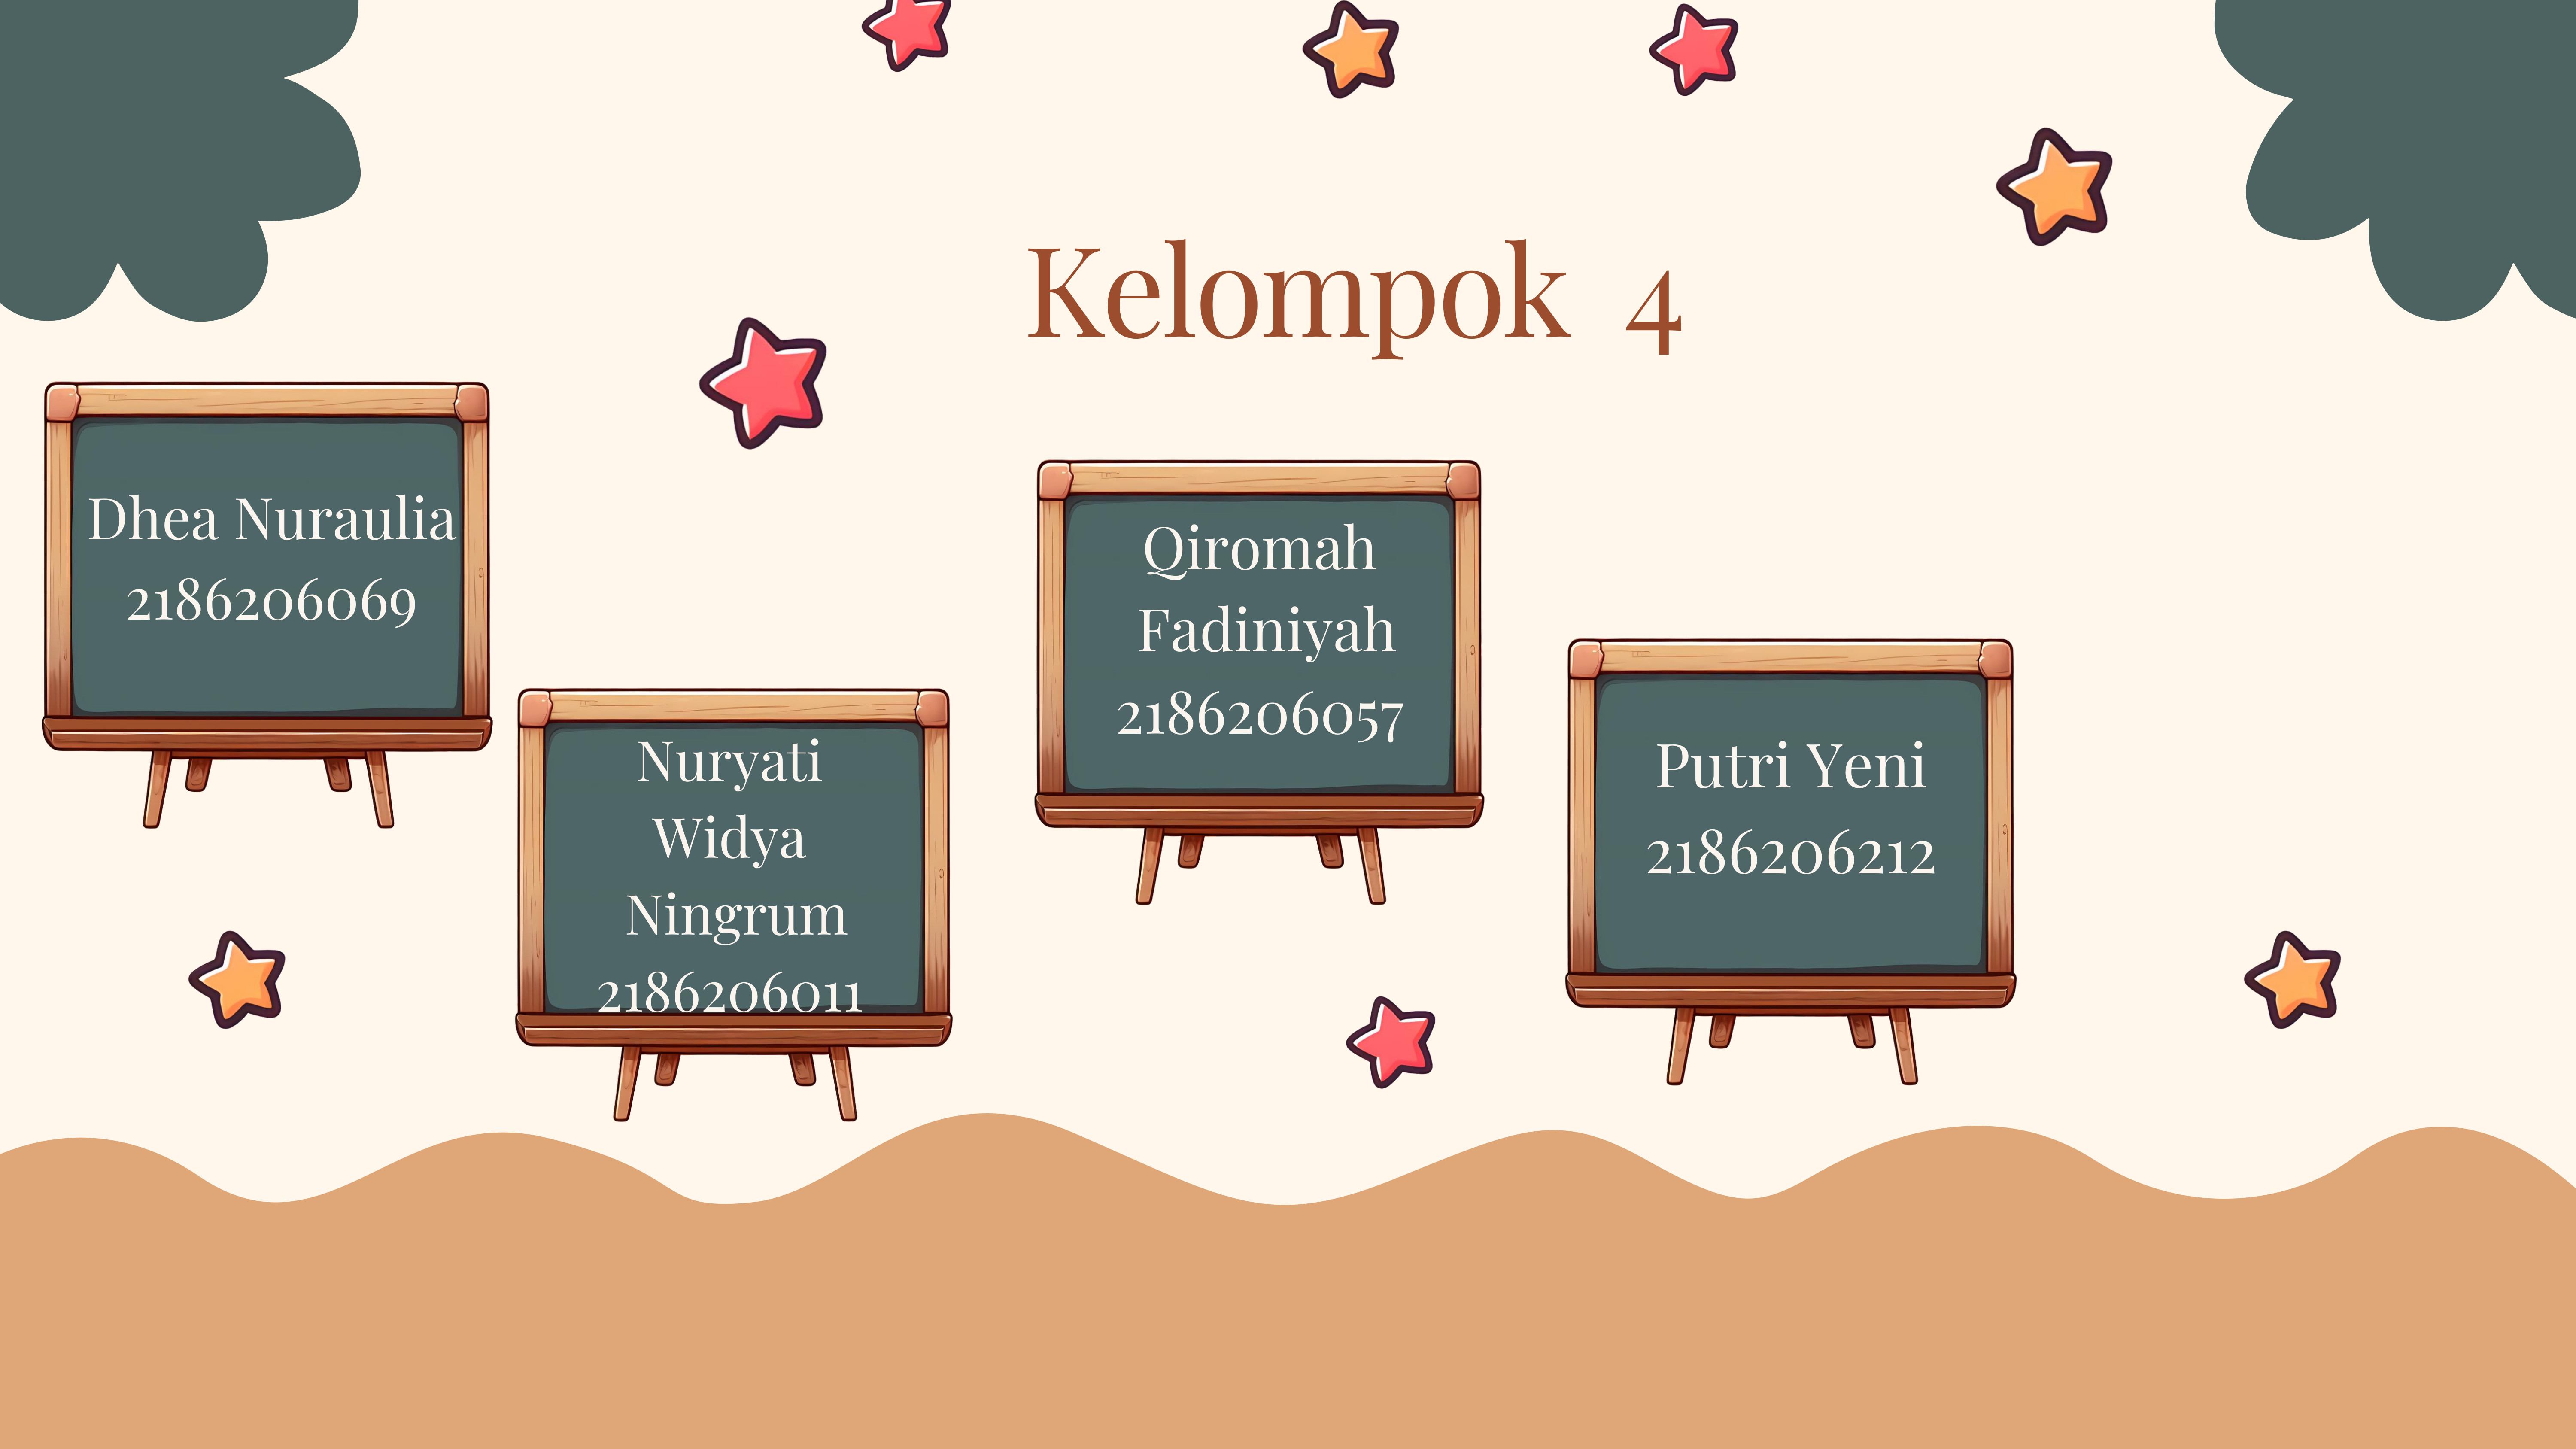 Kelompok 4
Dhea Nuraulia
2186206069
Nuryati
Widya
Ningrum
2186206011
Qiromah
Fadiniyah
2186206057
Putri Yeni
2186206212